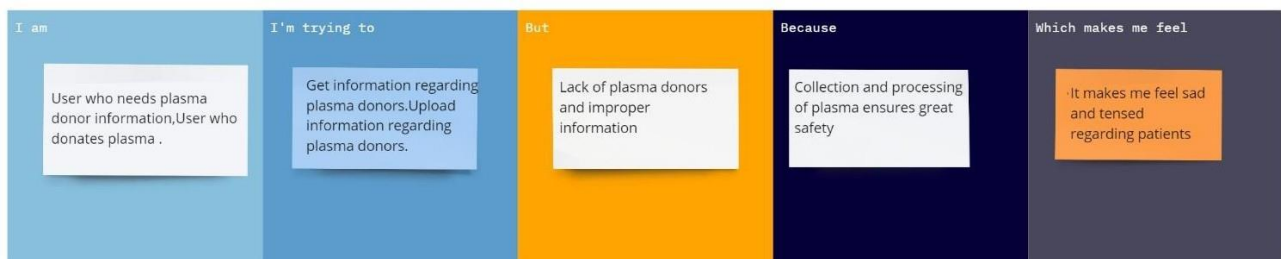 I am
User who needs plasma
donor information,User who
donates plasma .
I'm trying to
Get information regarding
plasma donors.Upload
information regarding
plasma donors.
But
Lack of plasma donors
and improper
information
Because
Collection and processing
of plasma ensures great
safety
Which makes me feel
It makes me feel sad
and tensed
regarding patients